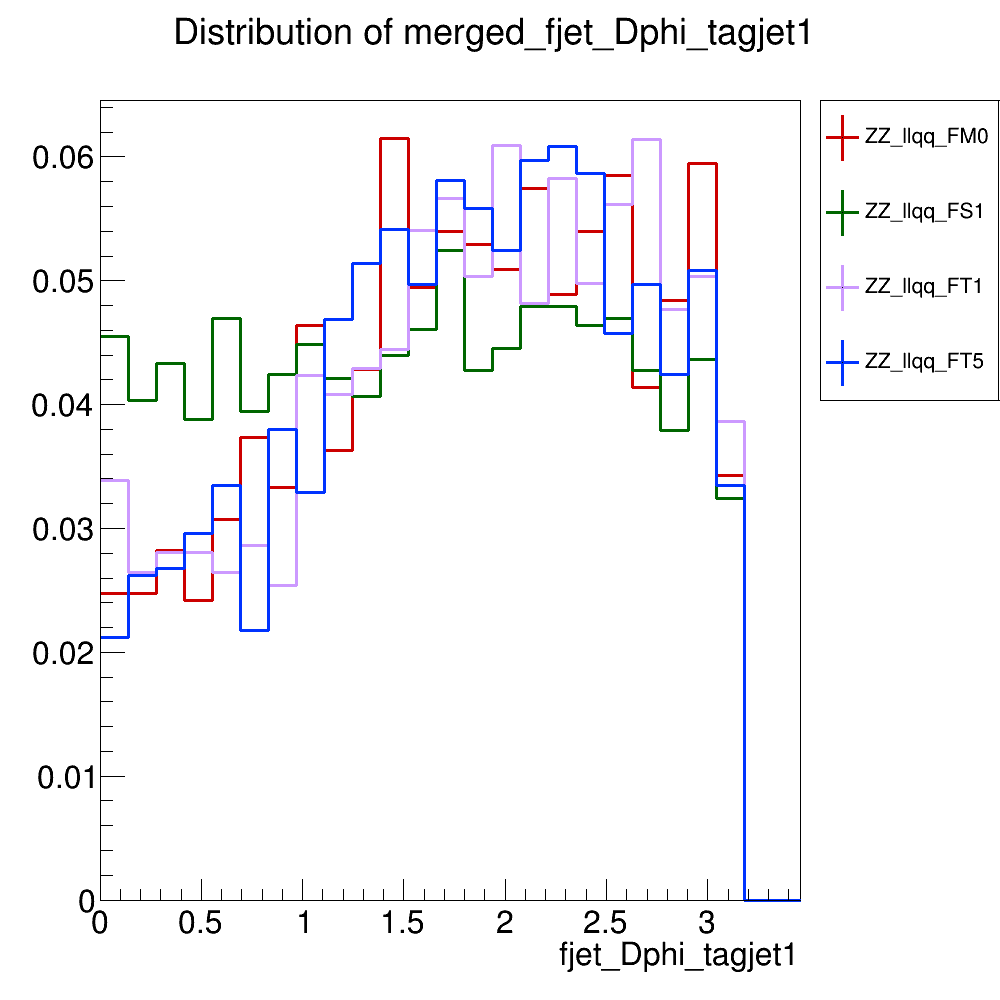 Distribution of merged_fjet_Dphi_tagjet1
ZZ_llqq_FM0
ZZ_llqq_FS1
ZZ_llqq_FT1
ZZ_llqq_FT5
0.06
0.05
0.04
0.03
0.02
0.01
0
0 0.5 1 1.5 2 2.5 3
fjet_Dphi_tagjet1